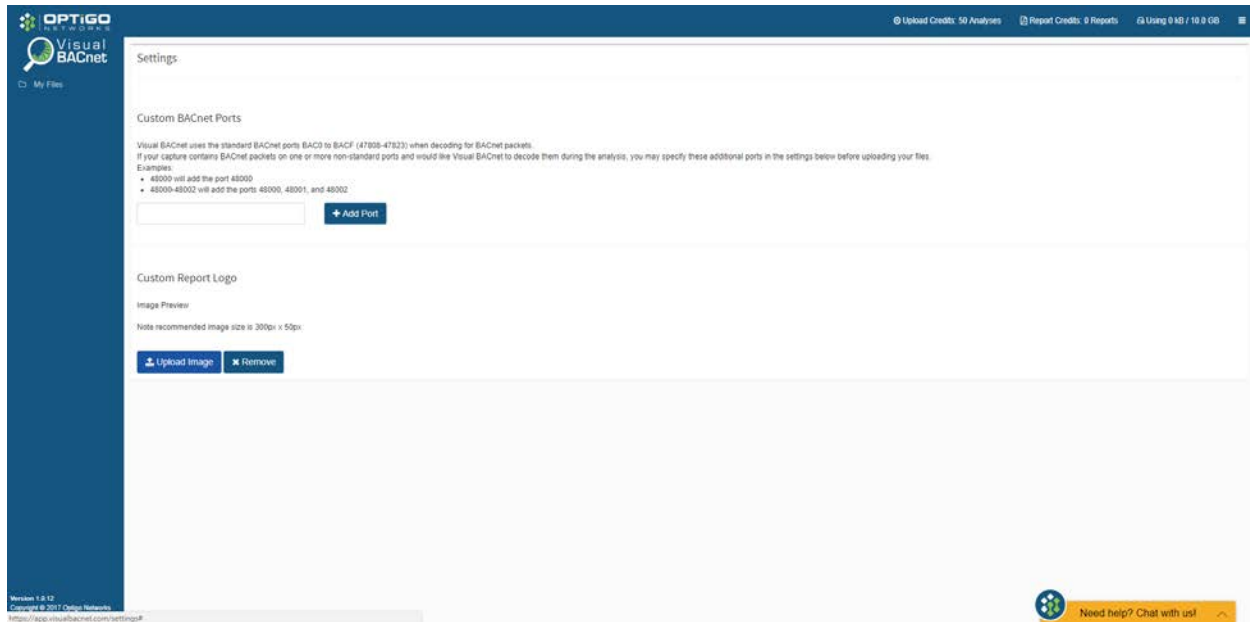 OPTiGO
NETWORKS
Upload Credits: 50 Analyses
Report Credits: 0 Reports
Using 0 kB / 10.0 GB
Visual
BACnet
My Files
Settings
Custom BACnet Ports
Visual BACnet uses the standard BACnet ports BAC0 to BACF (47808-47823) when decoding for BACnet packets.
If your capture contains BACnet packets on one or more non-standard ports and would like Visual BACnet to decode them during the analysis, you may specify these additional ports in the settings below before uploading your files.
Examples:
48000 will add the port 48000
48000-48002 will add the ports 48000, 48001, and 48002
Add Port
Custom Report Logo
Image Preview
Note recommended image size is 300px x 50px
Upload Image
Remove
Version 1.0.12
Copyright © 2017 Optigo Networks
https://app.visualbacnet.com/settings#
Need help? Chat with us!